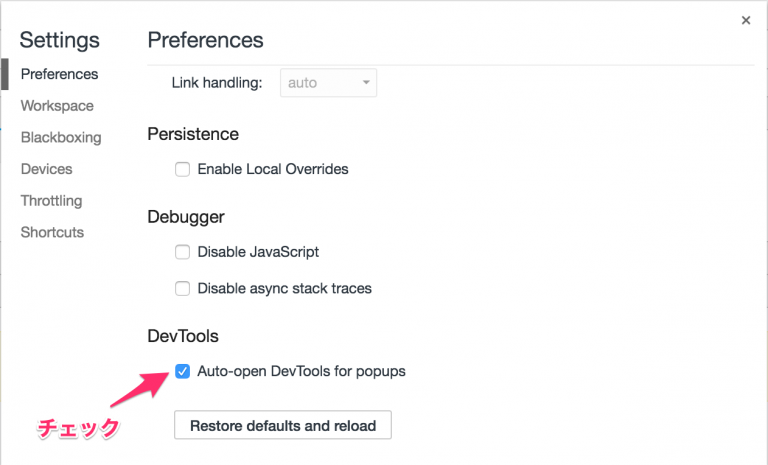 Settings
Preferences
Workspace
Blackboxing
Devices
Throttling
Shortcuts
Preferences
Link handling: auto
Persistence
Enable Local Overrides
Debugger
Disable JavaScript
Disable async stack traces
DevTools
Auto-open DevTools for popups
チェック
Restore defaults and reload